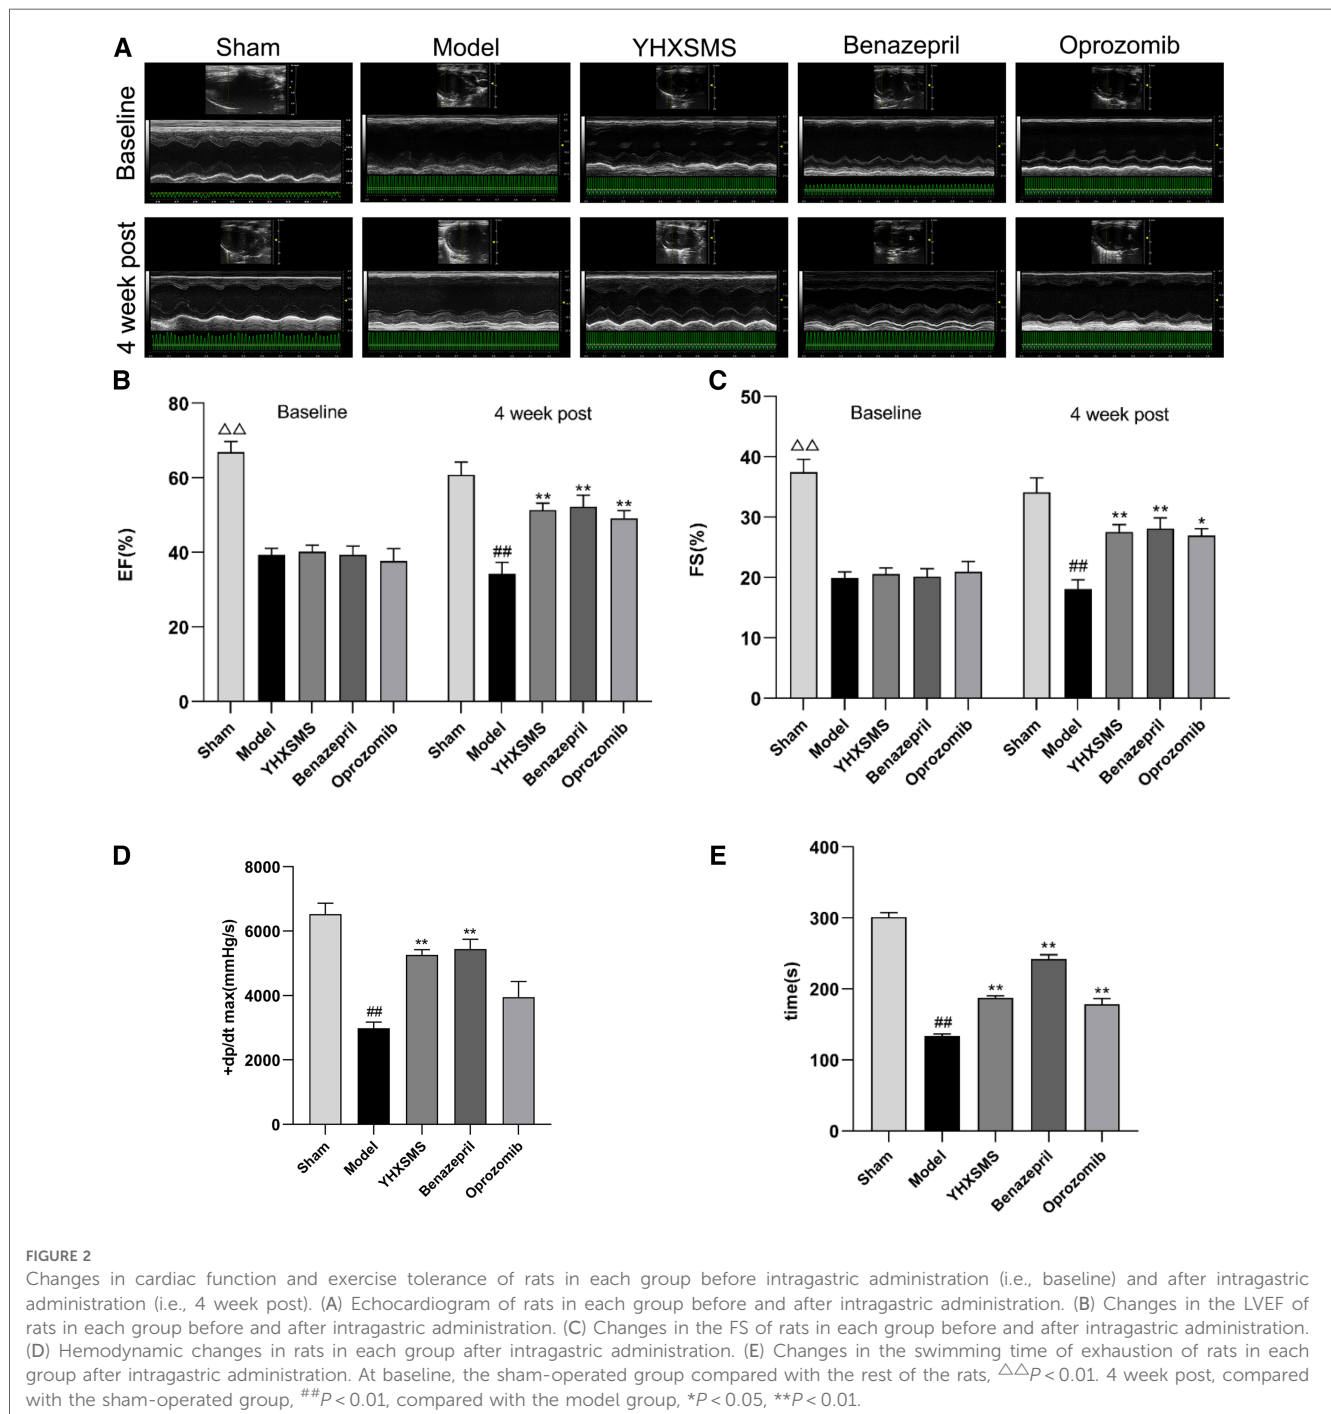 A
Sham
Model
YHXSMS
Benazepril
Oprozomib
Baseline
4 week post
B
80
60
40
20
0
EF(%)
Baseline
4 week post
△△
##
**
**
**
Sham
Model
YHXSMS
Benazepril
Oprozomib
Sham
Model
YHXSMS
Benazepril
Oprozomib
C
50
40
30
20
10
0
FS(%)
Baseline
4 week post
△△
##
**
**
*
Sham
Model
YHXSMS
Benazepril
Oprozomib
Sham
Model
YHXSMS
Benazepril
Oprozomib
D
8000
6000
4000
2000
0
+dp/dt max(mmHg/s)
##
**
**
Sham
Model
YHXSMS
Benazepril
Oprozomib
E
400
300
200
100
0
time(s)
##
**
**
**
Sham
Model
YHXSMS
Benazepril
Oprozomib
FIGURE 2
Changes in cardiac function and exercise tolerance of rats in each group before intragastric administration (i.e., baseline) and after intragastric
administration (i.e., 4 week post). (A) Echocardiogram of rats in each group before and after intragastric administration. (B) Changes in the LVEF of
rats in each group before and after intragastric administration. (C) Changes in the FS of rats in each group before and after intragastric administration.
(D) Hemodynamic changes in rats in each group after intragastric administration. (E) Changes in the swimming time of exhaustion of rats in each
group after intragastric administration. At baseline, the sham-operated group compared with the rest of the rats, △△P < 0.01. 4 week post, compared
with the sham-operated group, ##P < 0.01, compared with the model group, *P < 0.05, **P < 0.01.